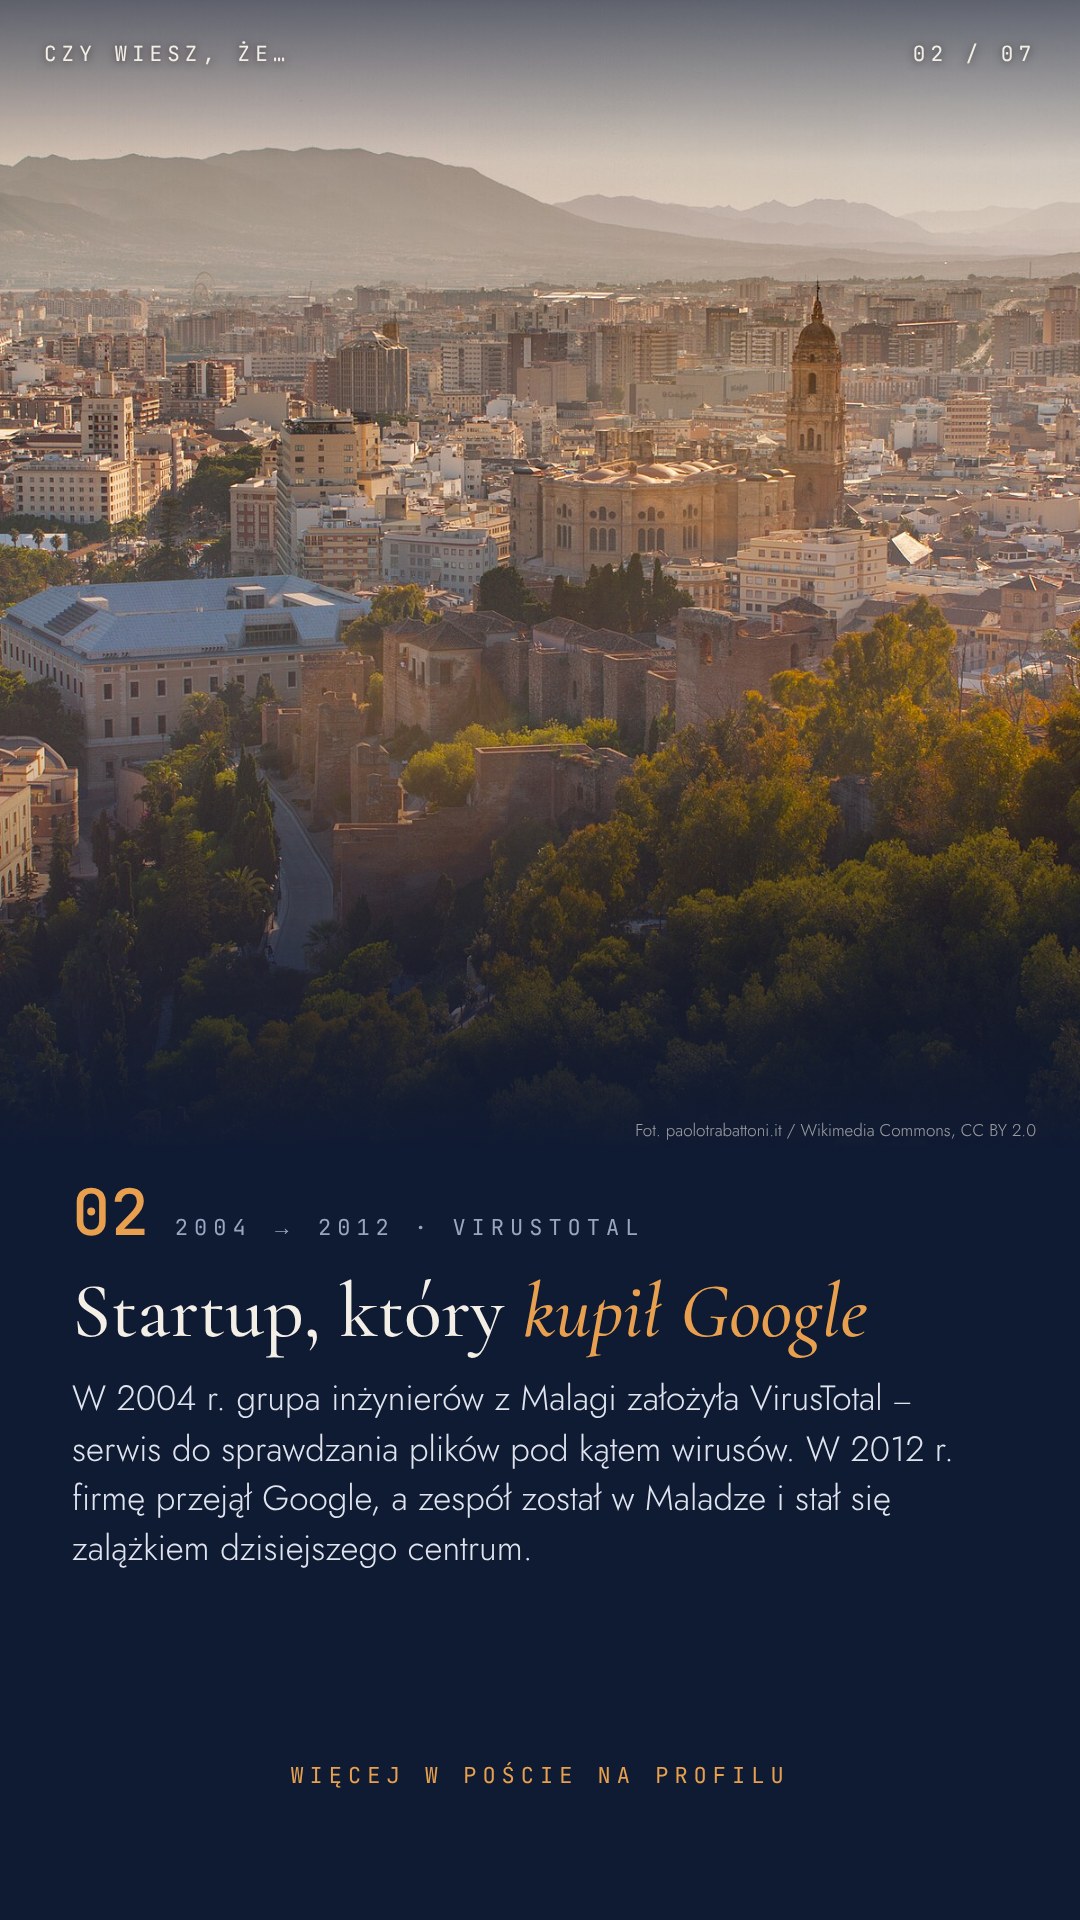 CZY WIESZ, ŻE…
02 / 07
Fot. paolotrabattoni.it / Wikimedia Commons, CC BY 2.0
02 2004 → 2012 · VIRUSTOTAL
Startup, który kupił Google
W 2004 r. grupa inżynierów z Malagi założyła VirusTotal –
serwis do sprawdzania plików pod kątem wirusów. W 2012 r.
firmę przejął Google, a zespół został w Maladze i stał się
zalążkiem dzisiejszego centrum.
WIĘCEJ W POŚCIE NA PROFILU